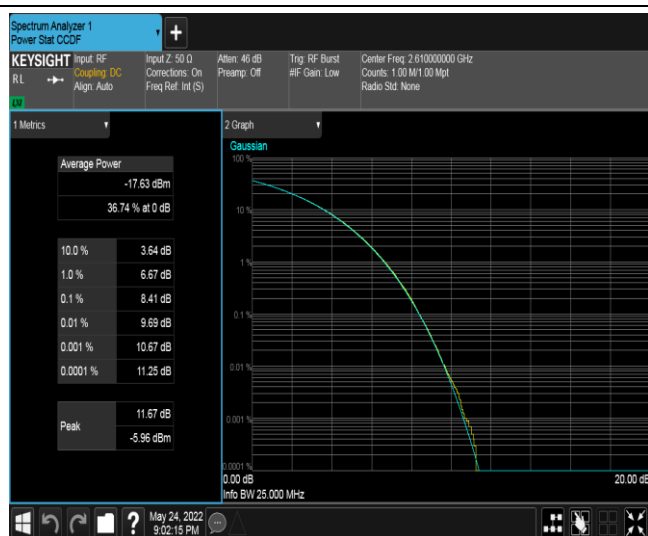 Spectrum Analyzer 1
Power Stat CCDF
KEYSIGHT
Input: RF
Coupling: DC
Align: Auto
Input Z: 50 Ω
Corrections: On
Freq Ref: Int (S)
Atten: 46 dB
Preamp: Off
Trig: RF Burst
#IF Gain: Low
Center Freq: 2.610000000 GHz
Counts: 1.00 M/1.00 Mpt
Radio Std: None
RL
LXI
1 Metrics
Average Power
-17.63 dBm
36.74 % at 0 dB
10.0 % 3.64 dB
1.0 % 6.67 dB
0.1 % 8.41 dB
0.01 % 9.69 dB
0.001 % 10.67 dB
0.0001 % 11.25 dB
Peak
11.67 dB
-5.96 dBm
2 Graph
Gaussian
100 %
10 %
1 %
0.1 %
0.01 %
0.001 %
0.0001 %
0.00 dB
20.00 dB
Info BW 25.000 MHz
?
May 24, 2022
9:02:15 PM